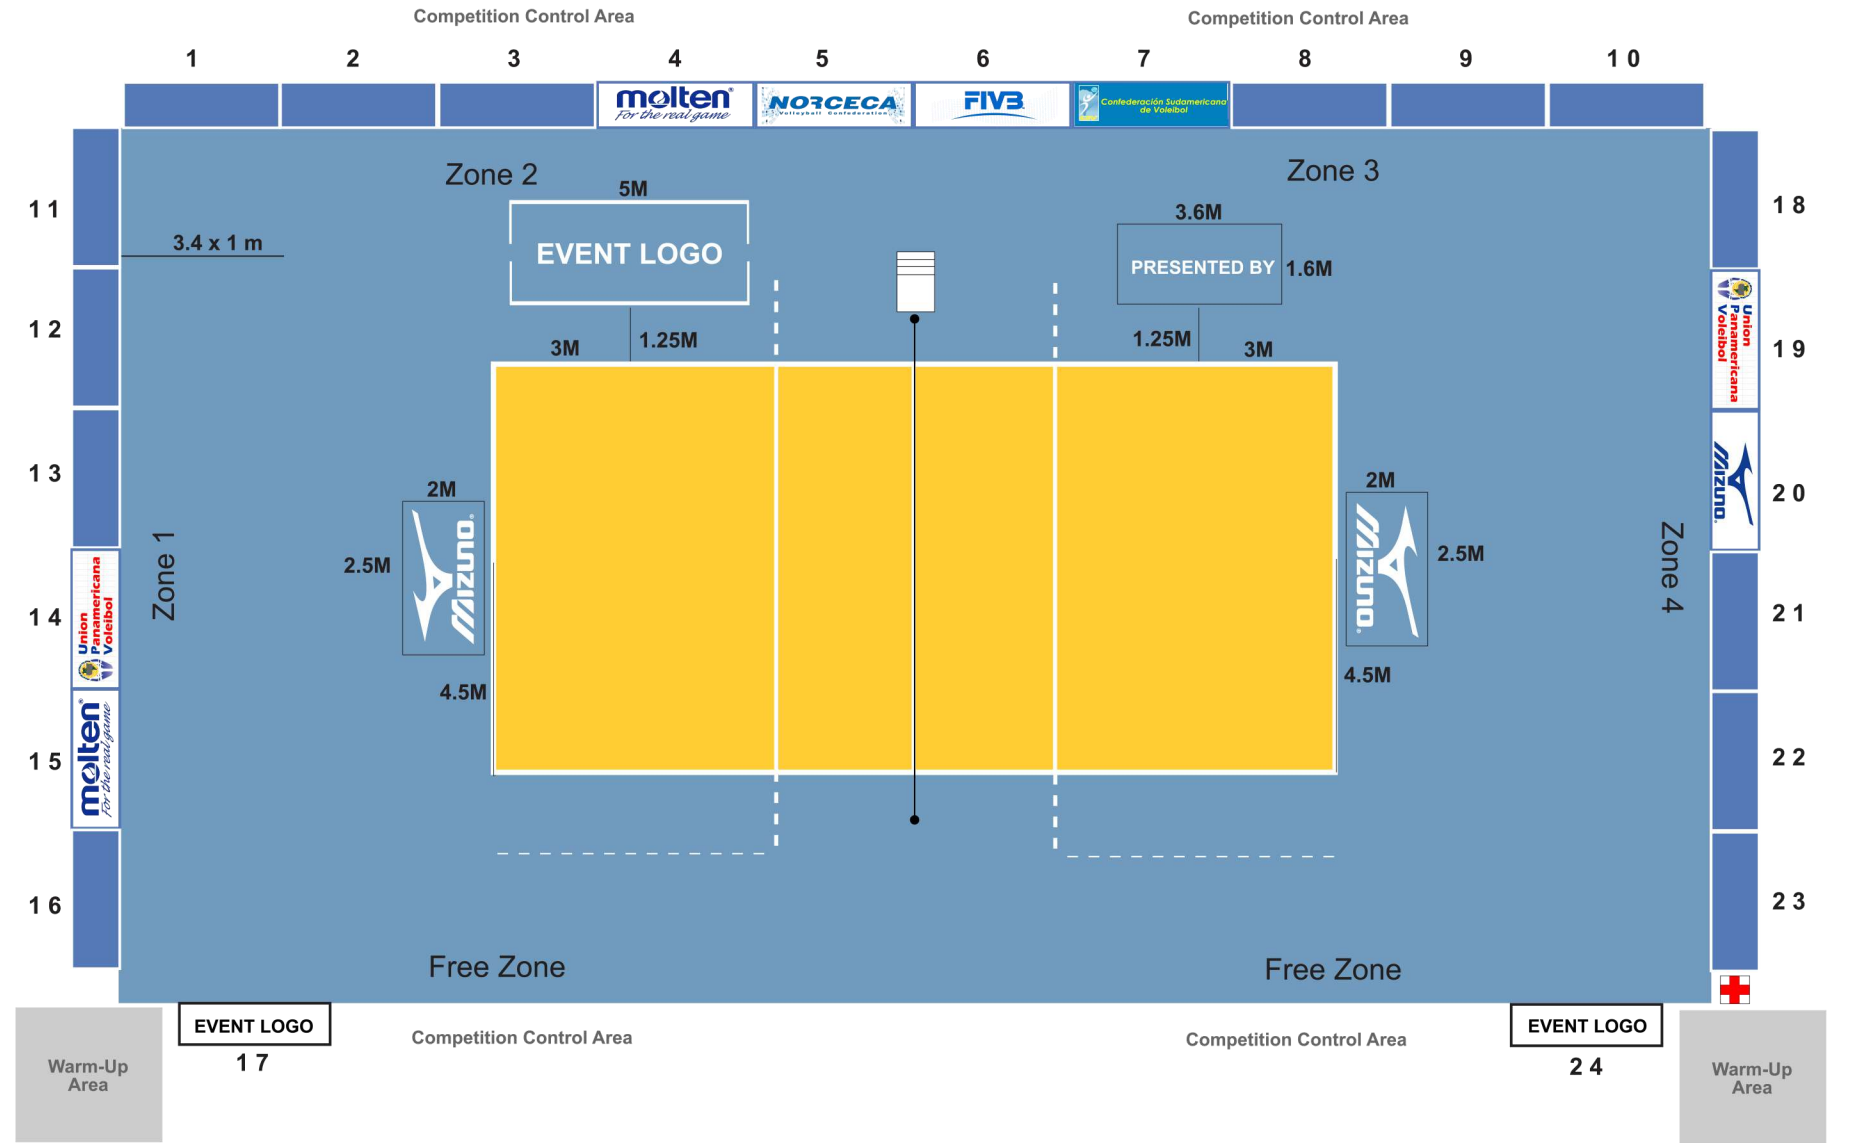 Competition Control Area
Competition Control Area
1 2 3 4 5 6 7 8 9 10
molten®
For the real game
NORCECA
Volleyball Confederation
FIVB
Confederación Sudamericana
de Voleibol
Zone 2
Zone 3
5M
3.6M
11
18
3.4 x 1 m
EVENT LOGO
PRESENTED BY
1.6M
Union
Panamericana
Voleibol
12
1.25M
3M
1.25M
3M
19
13
2M
2M
20
MIZUNO®
MIZUNO®
MIZUNO®
2.5M
2.5M
Zone 1
Zone 4
14
21
Union
Panamericana
Voleibol
4.5M
4.5M
molten®
For the real game
15
22
16
23
Free Zone
Free Zone
EVENT LOGO
EVENT LOGO
Competition Control Area
Competition Control Area
17
24
Warm-Up
Area
Warm-Up
Area